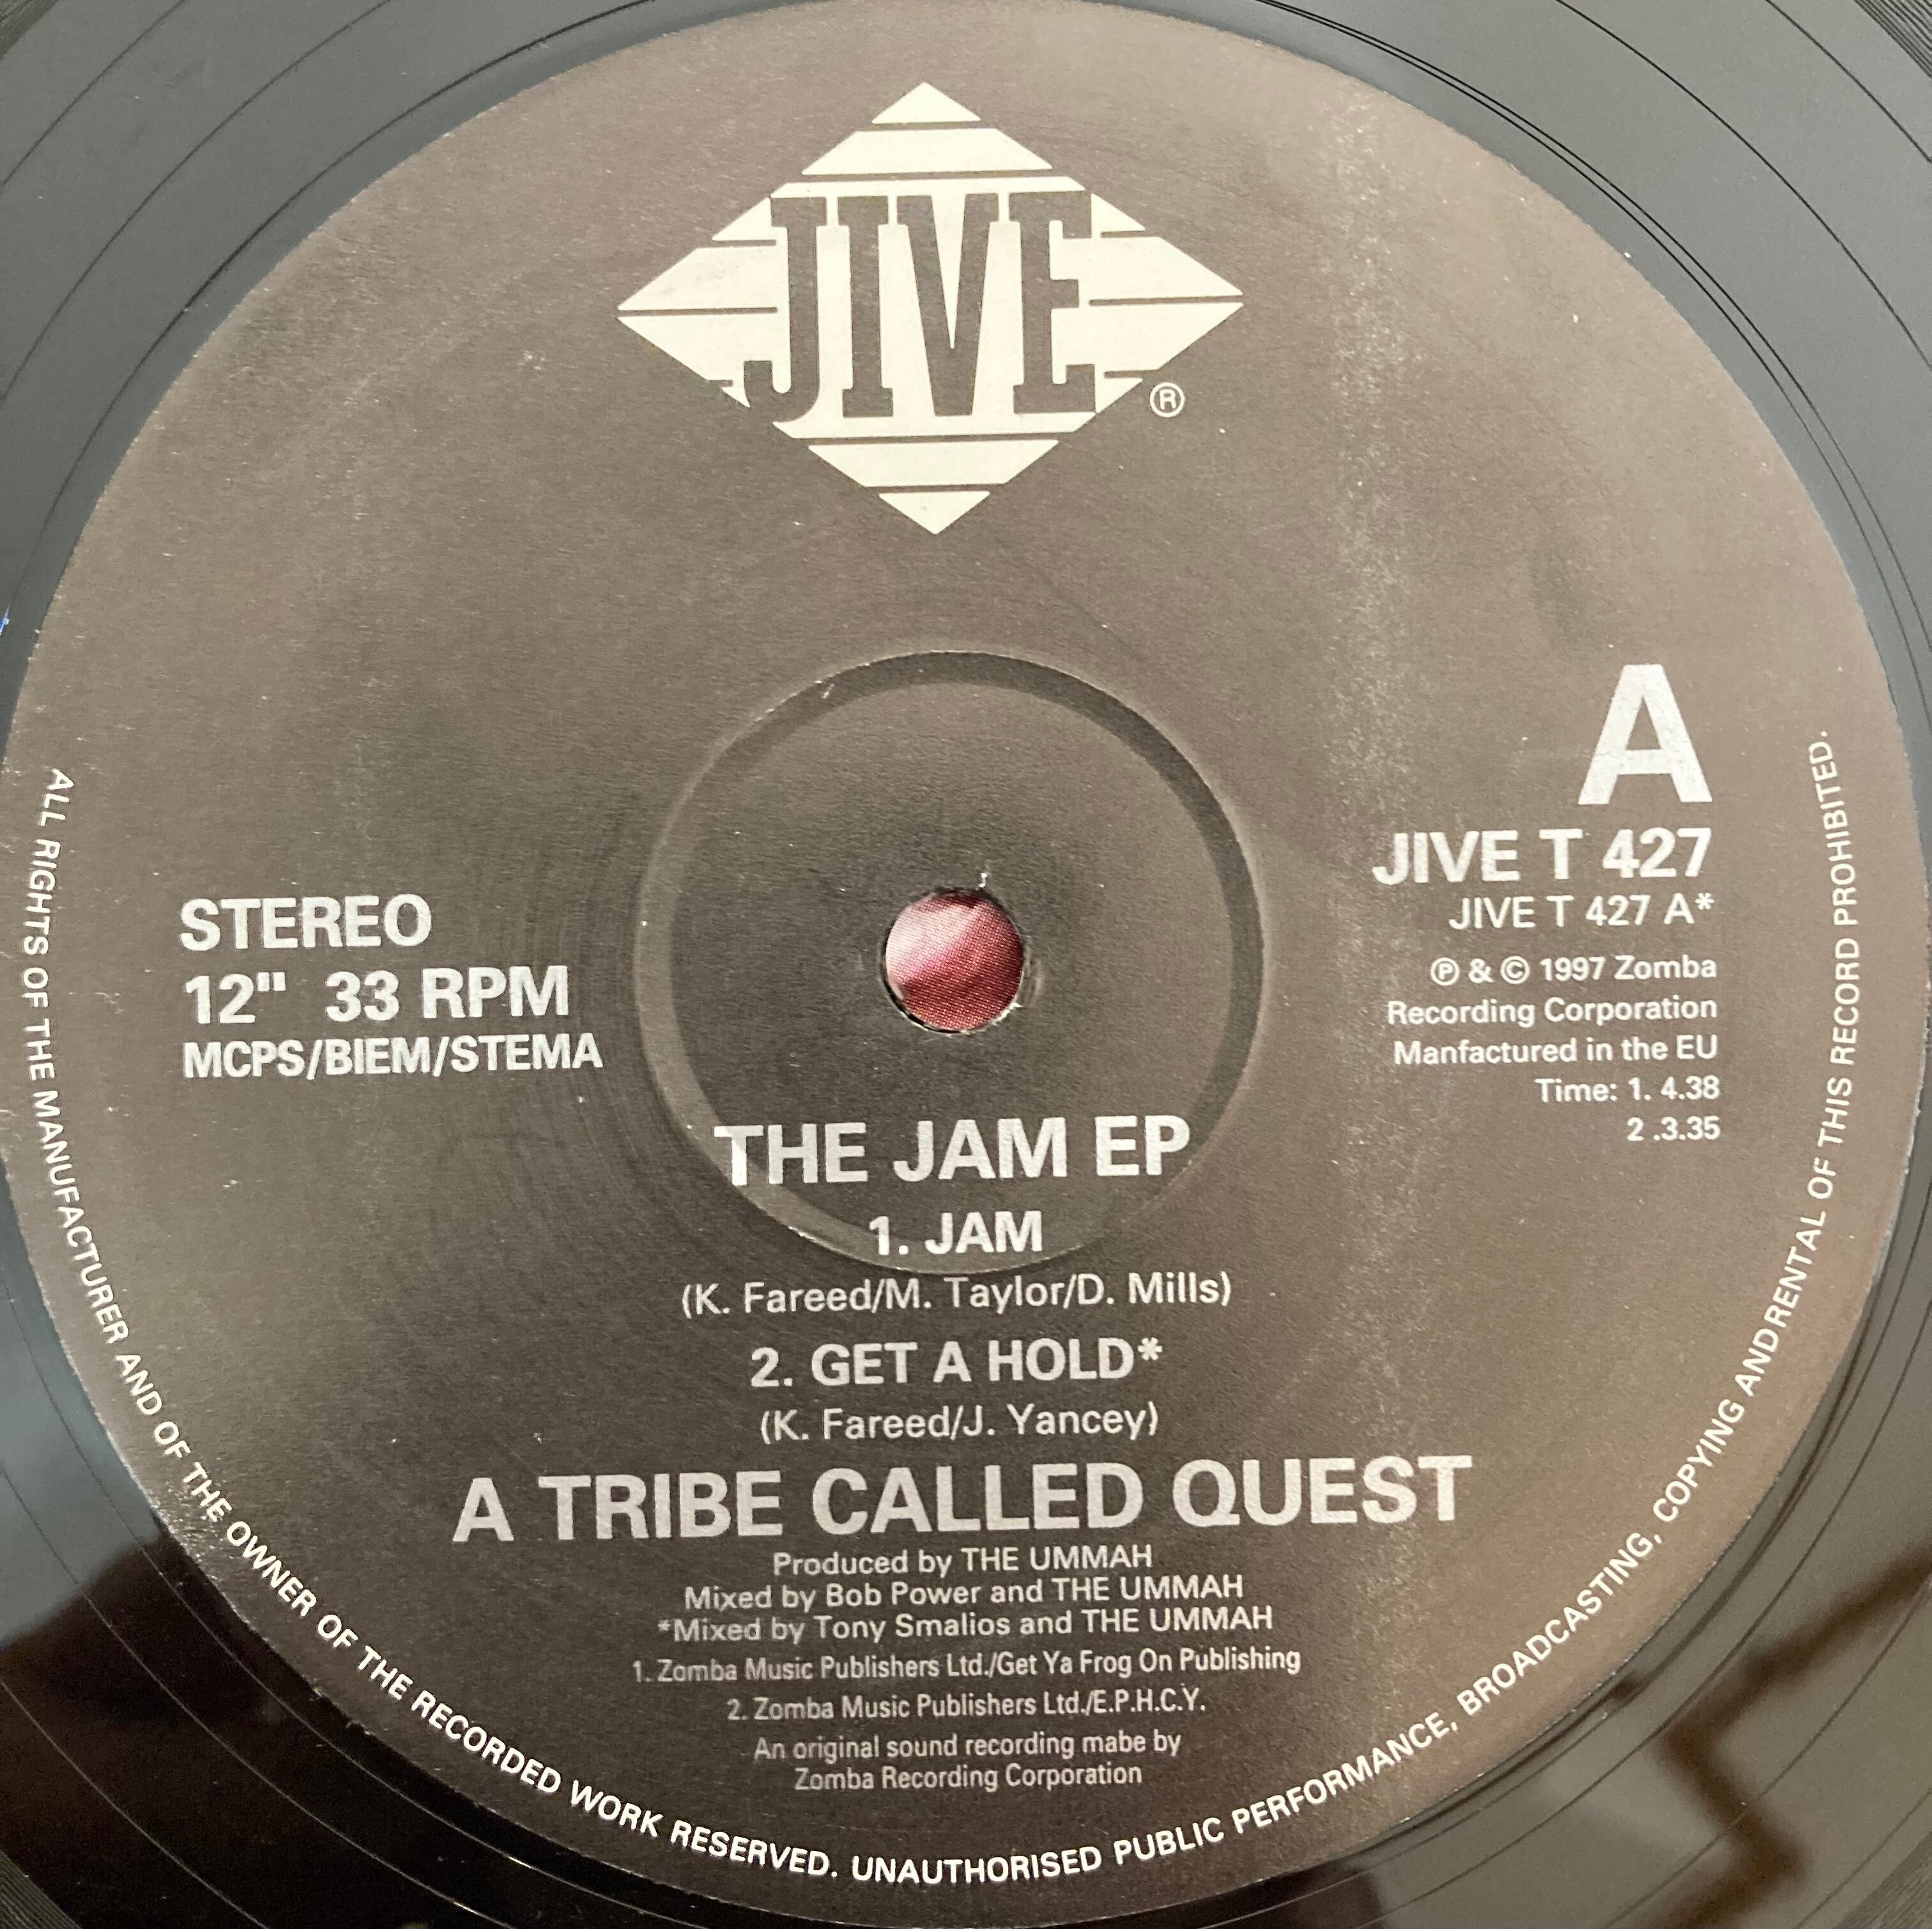 JIVE
®
A
JIVE T 427
JIVE T 427 A*
℗ & © 1997 Zomba
Recording Corporation
Manfactured in the EU
Time: 1. 4.38
2 .3.35
STEREO
12" 33 RPM
MCPS/BIEM/STEMA
THE JAM EP
1. JAM
(K. Fareed/M. Taylor/D. Mills)
2. GET A HOLD*
(K. Fareed/J. Yancey)
A TRIBE CALLED QUEST
Produced by THE UMMAH
Mixed by Bob Power and THE UMMAH
*Mixed by Tony Smalios and THE UMMAH
1. Zomba Music Publishers Ltd./Get Ya Frog On Publishing
2. Zomba Music Publishers Ltd./E.P.H.C.Y.
An original sound recording mabe by
Zomba Recording Corporation
ALL RIGHTS OF THE MANUFACTURER AND OF THE OWNER OF THE RECORDED WORK RESERVED. UNAUTHORISED PUBLIC PERFORMANCE, BROADCASTING, COPYING ANDRENTAL OF THIS RECORD PROHIBITED.